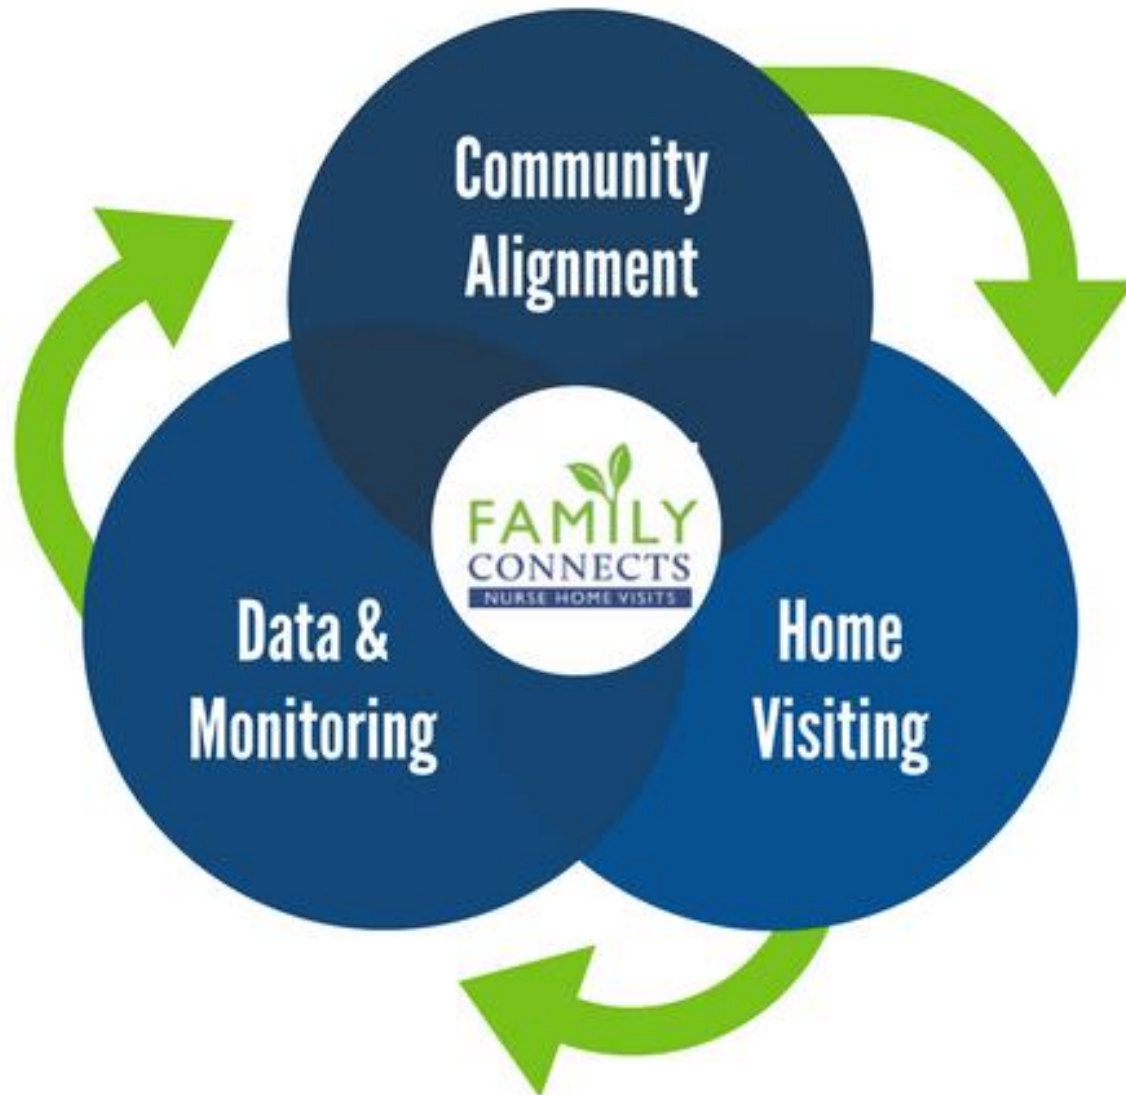 Community
Alignment
FAMILY
CONNECTS
NURSE HOME VISITS
Data &
Monitoring
Home
Visiting